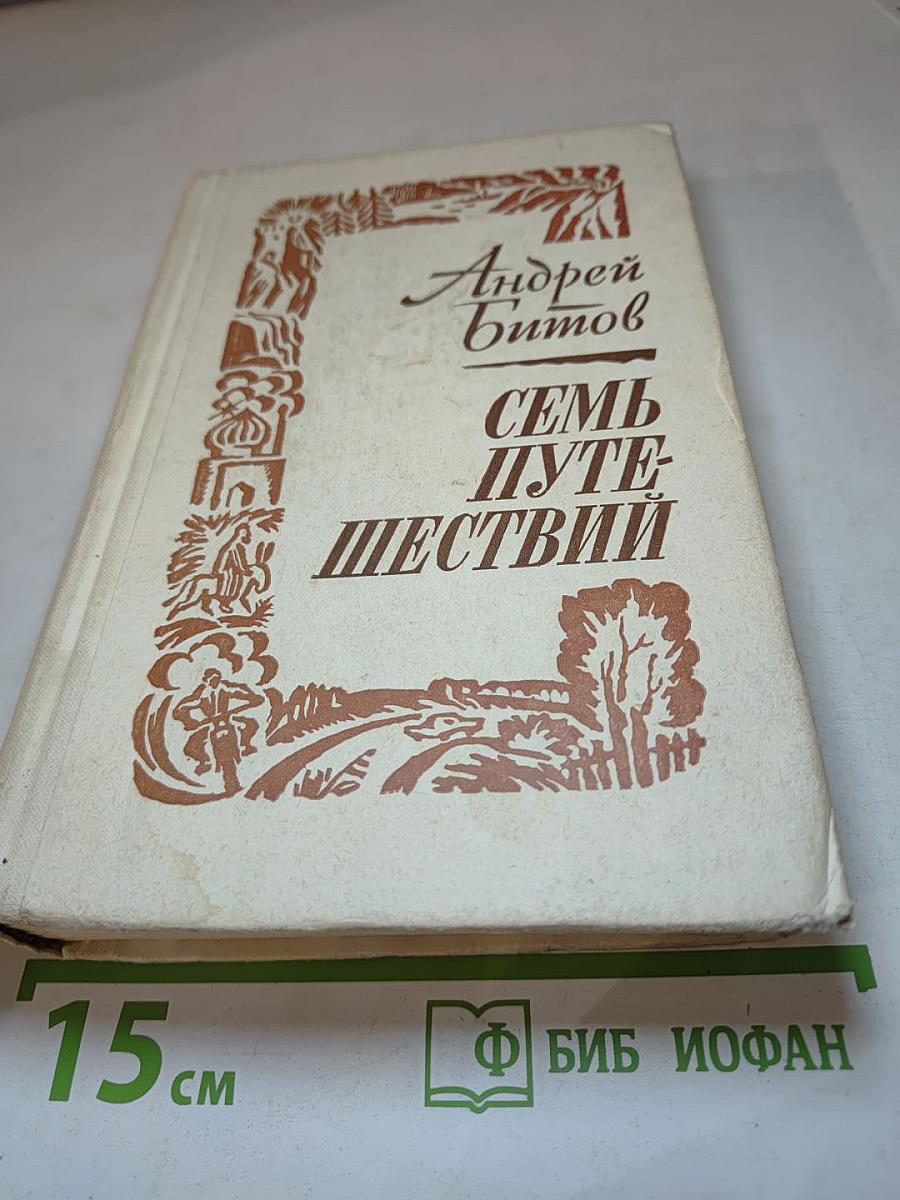 Андрей
Битов
СЕМЬ
ПУТЕ-
ШЕСТВИЙ
15 см
Ф БИБ ИОФАН